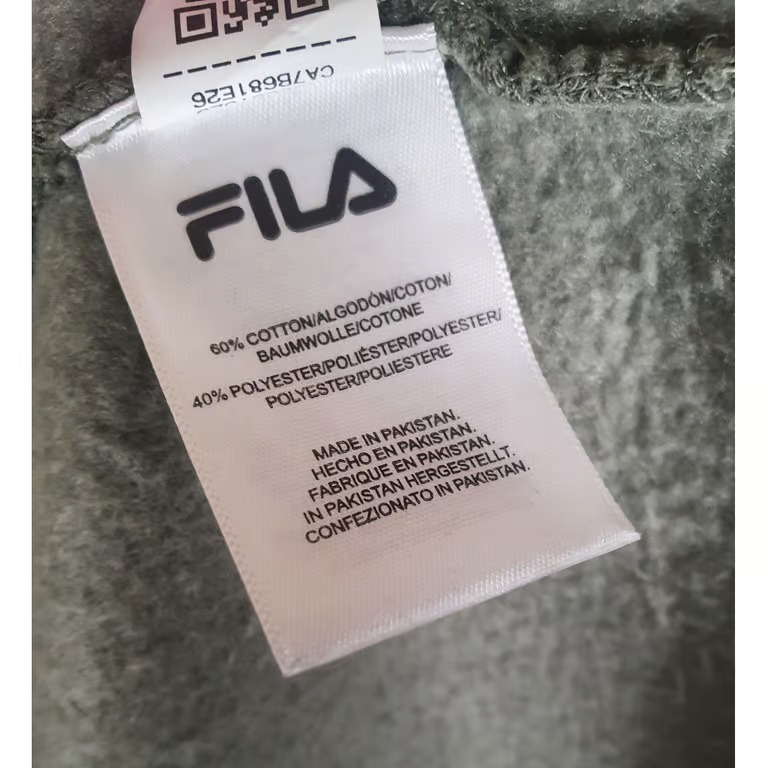 CA7B681E26
FILA
60% COTTON/ALGODÓN/COTON/
BAUMWOLLE/COTONE
40% POLYESTER/POLIÉSTER/POLYESTER/
POLYESTER/POLIESTERE
MADE IN PAKISTAN.
HECHO EN PAKISTAN.
FABRIQUE EN PAKISTAN.
IN PAKISTAN HERGESTELLT.
CONFEZIONATO IN PAKISTAN.